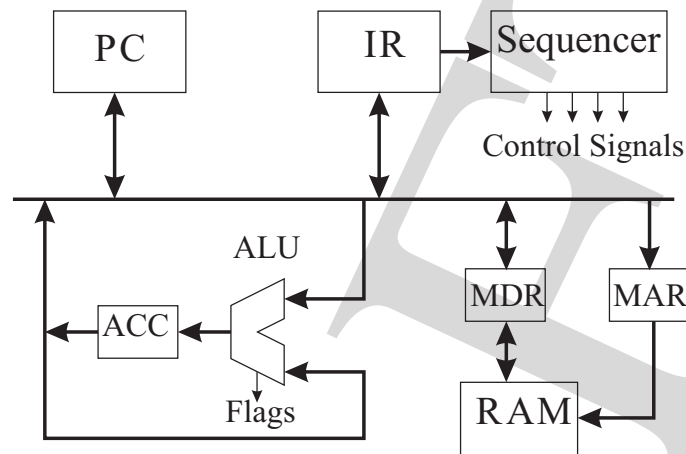 PC
IR
Sequencer
Control Signals
ALU
ACC
MDR
MAR
Flags
RAM